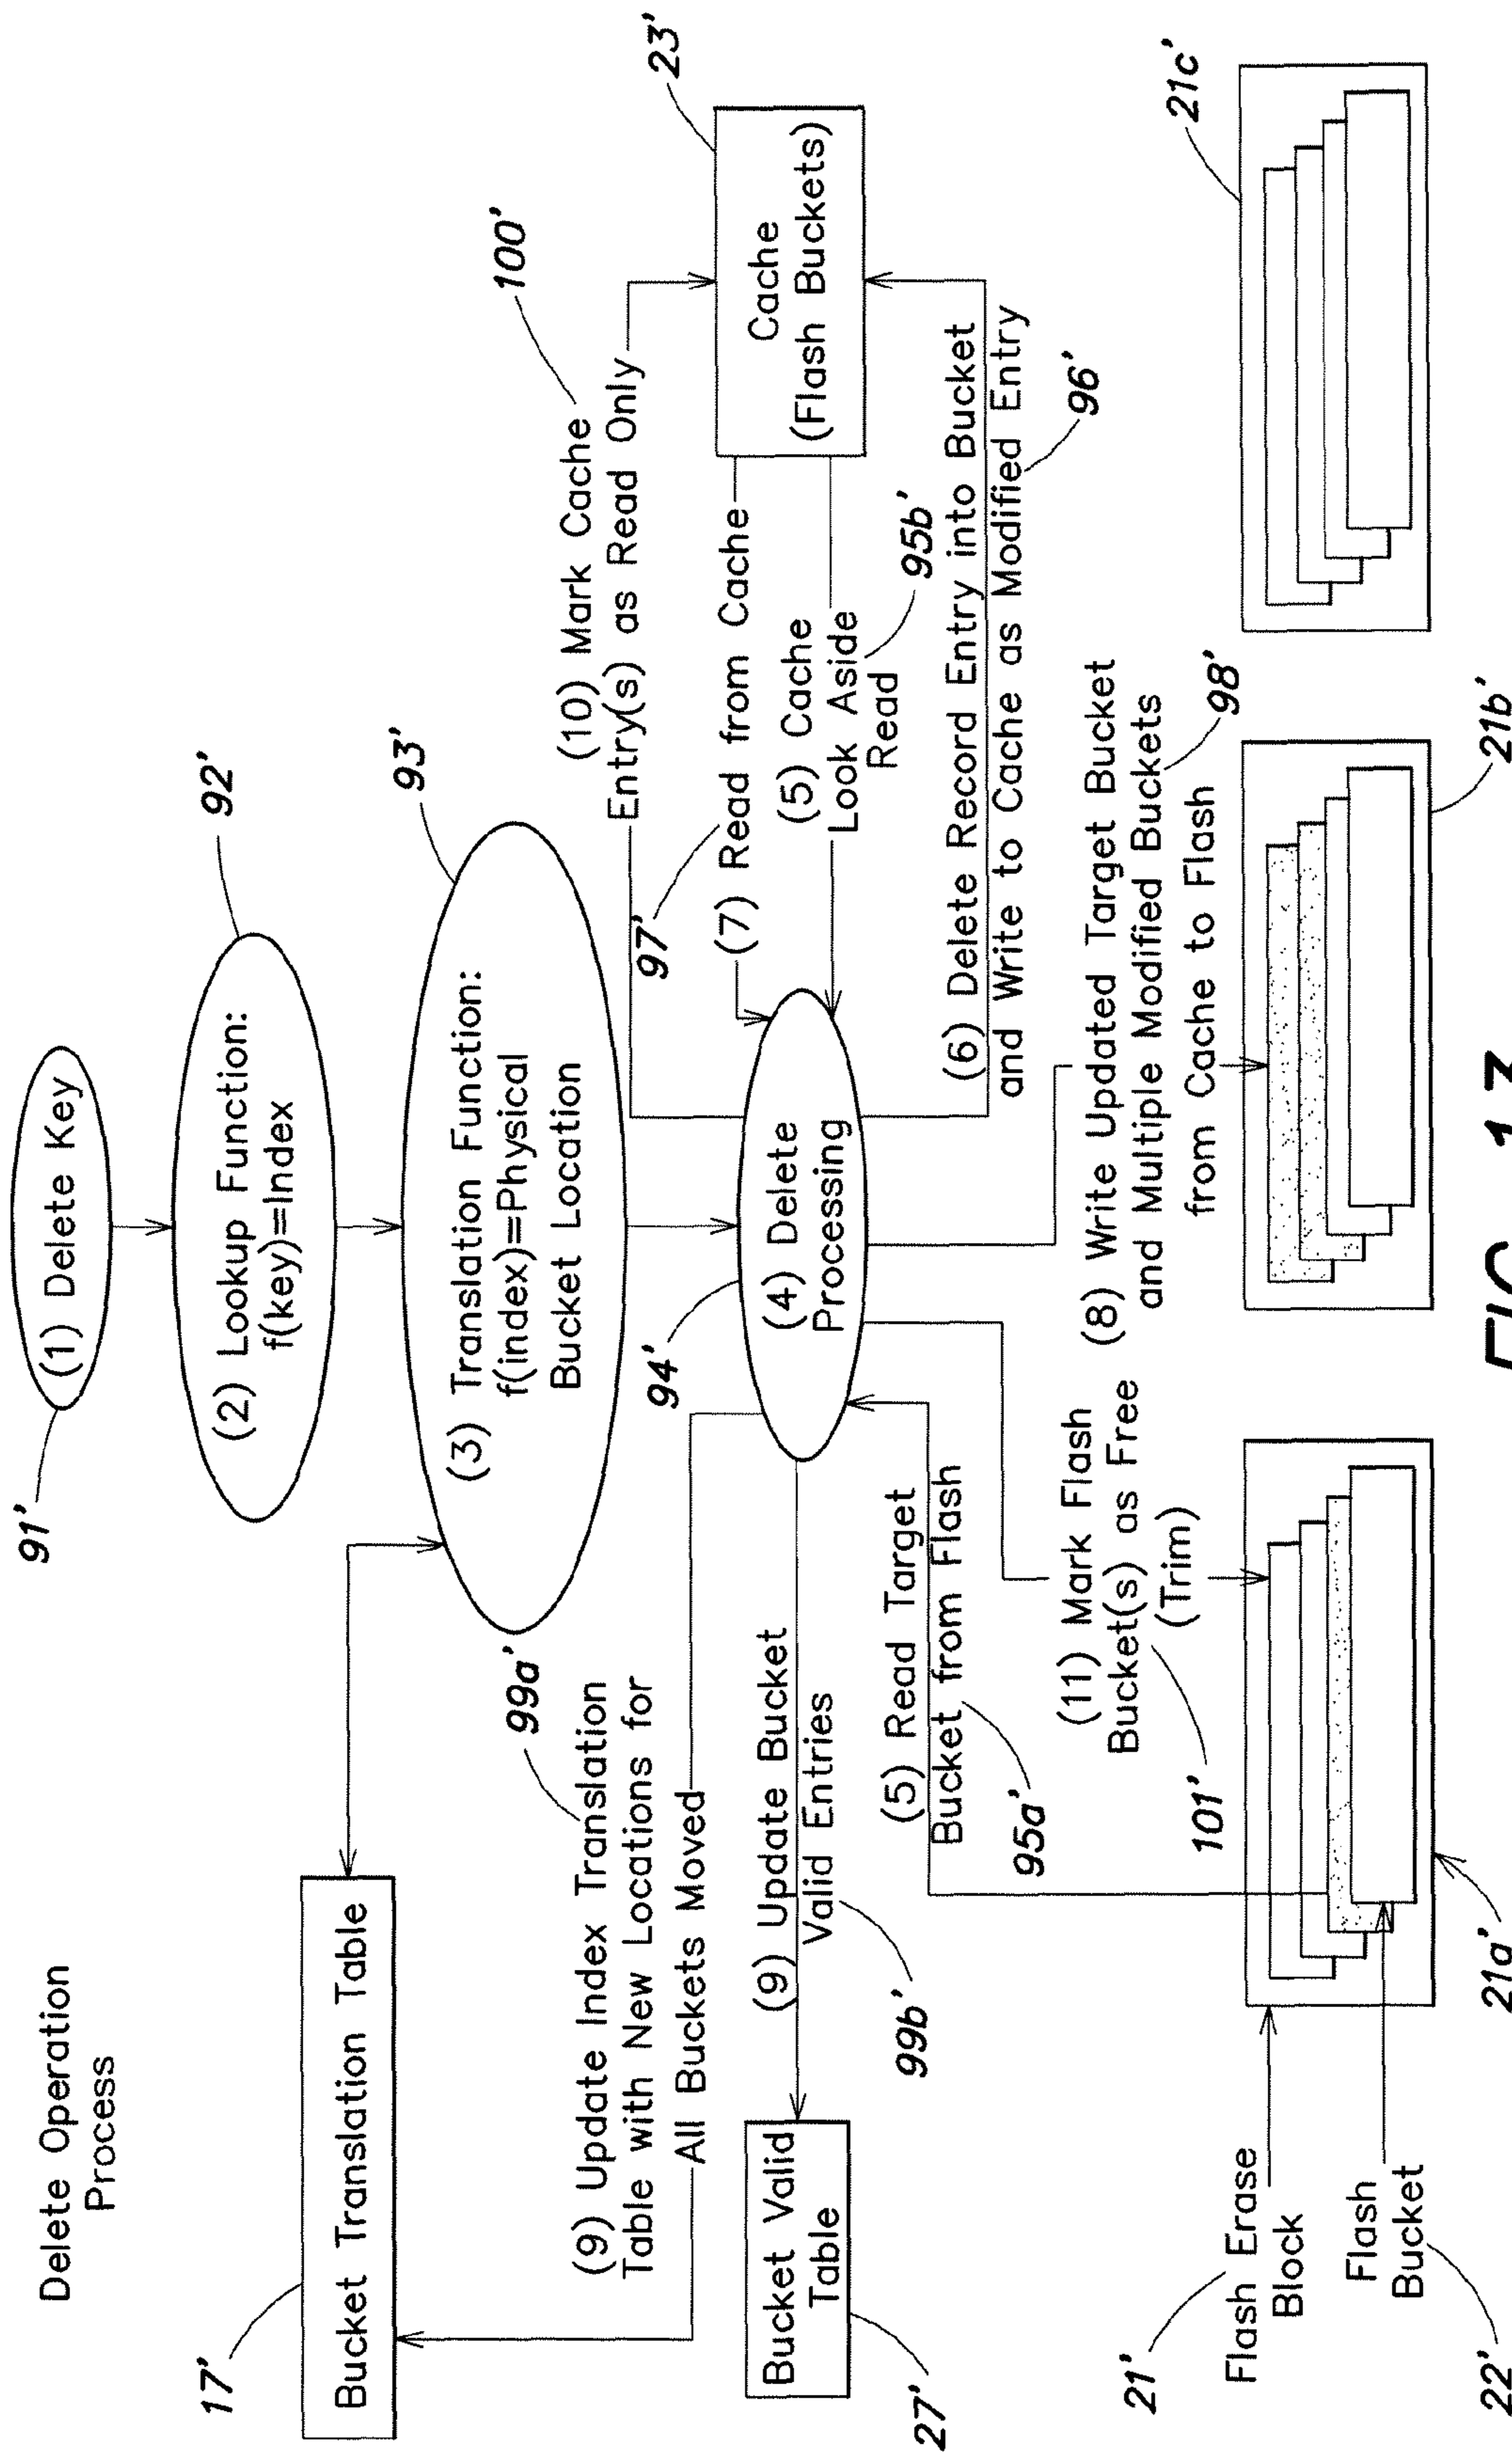 Delete Operation
Process
91'
(1) Delete Key
92'
(2) Lookup Function:
f(key)=Index
93'
(3) Translation Function:
f(index)=Physical
Bucket Location
17'
Bucket Translation Table
99a'
(9) Update Index Translation
Table with New Locations for
All Buckets Moved
94'
(4) Delete
Processing
97'
(10) Mark Cache
Entry(s) as Read Only
100'
(7) Read from Cache
(5) Cache
Look Aside
Read
95b'
Cache
(Flash Buckets)
23'
(9) Update Bucket
Valid Entries
99b'
Bucket Valid
Table
27'
(5) Read Target
Bucket from Flash
95a'
(6) Delete Record Entry into Bucket
and Write to Cache as Modified Entry
96'
(11) Mark Flash
Bucket(s) as Free
(Trim)
101'
(8) Write Updated Target Bucket
and Multiple Modified Buckets
from Cache to Flash
98'
21'
Flash Erase
Block
Flash
Bucket
22'
21a'
21b'
21c'
FIG. 13